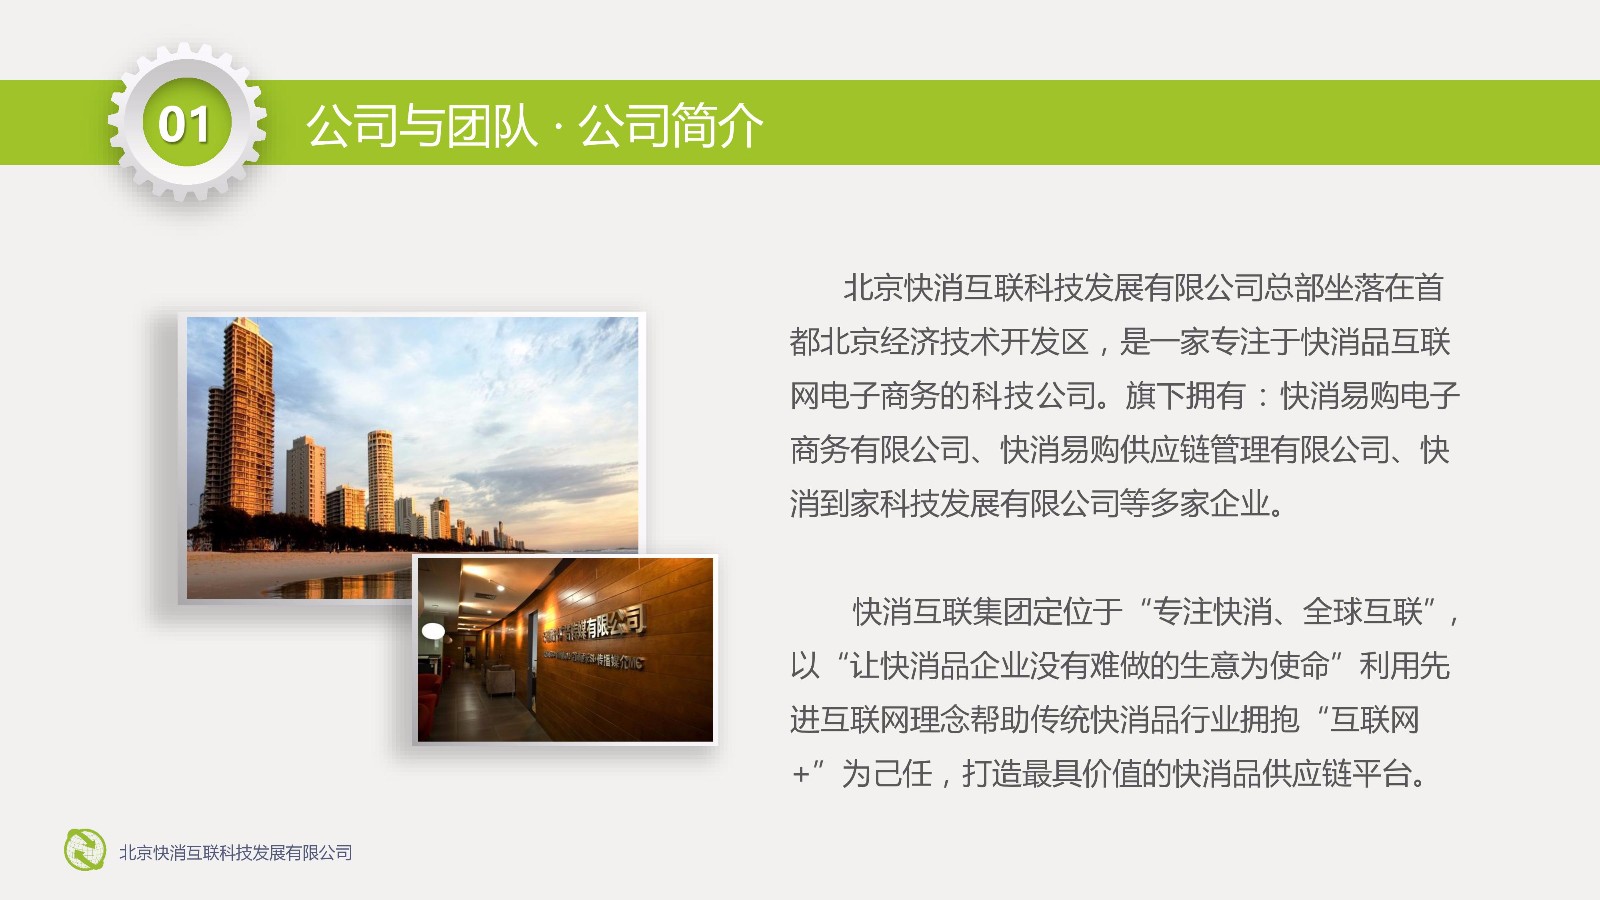 01
公司与团队 · 公司简介
北京快消互联科技发展有限公司总部坐落在首
都北京经济技术开发区，是一家专注于快消品互联
网电子商务的科技公司。旗下拥有：快消易购电子
商务有限公司、快消易购供应链管理有限公司、快
消到家科技发展有限公司等多家企业。
快消互联集团定位于“专注快消、全球互联”，
以“让快消品企业没有难做的生意为使命”利用先
进互联网理念帮助传统快消品行业拥抱“互联网
+”为己任，打造最具价值的快消品供应链平台。
有限公司
北京快消互联科技发展有限公司